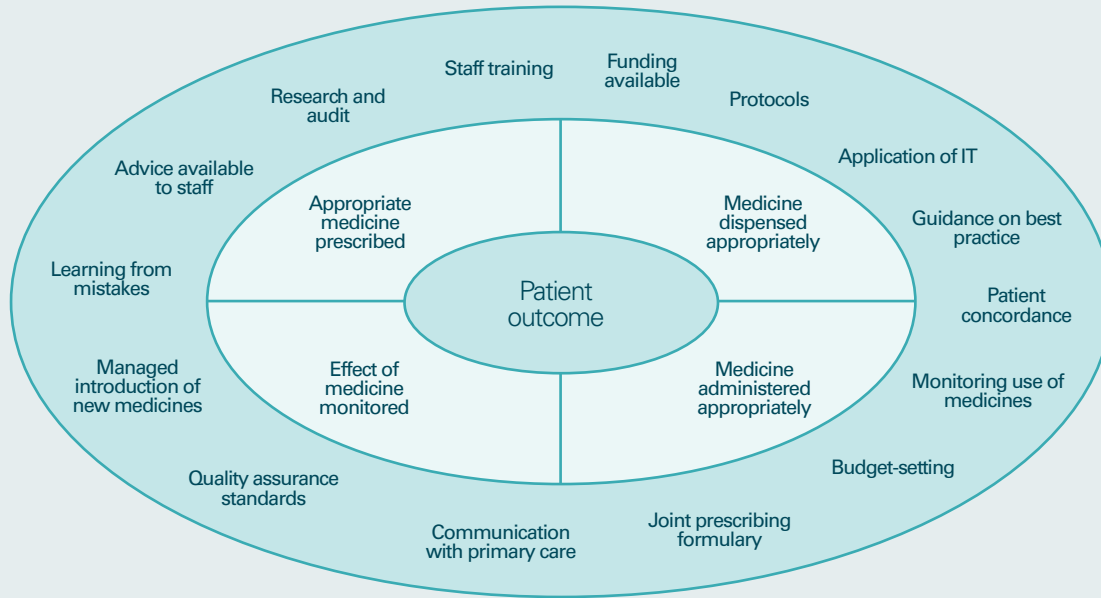 Staff training
Funding
available
Protocols
Application of IT
Guidance on best
practice
Patient
concordance
Monitoring use of
medicines
Budget-setting
Joint prescribing
formulary
Communication
with primary care
Quality assurance
standards
Managed
introduction of
new medicines
Learning from
mistakes
Advice available
to staff
Research and
audit
Appropriate
medicine
prescribed
Medicine
dispensed
appropriately
Medicine
administered
appropriately
Effect of
medicine
monitored
Patient
outcome